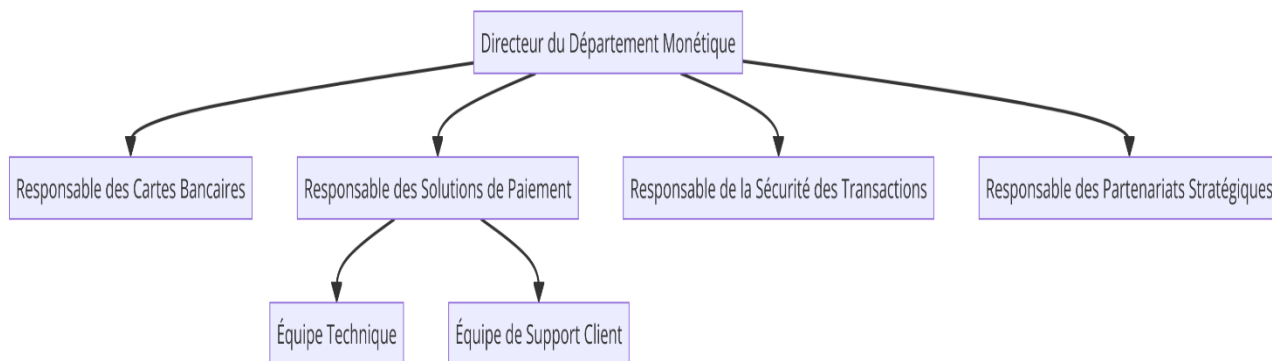 Directeur du Département Monétique
Responsable des Cartes Bancaires
Responsable des Solutions de Paiement
Responsable de la Sécurité des Transactions
Responsable des Partenariats Stratégiques
Équipe Technique
Équipe de Support Client